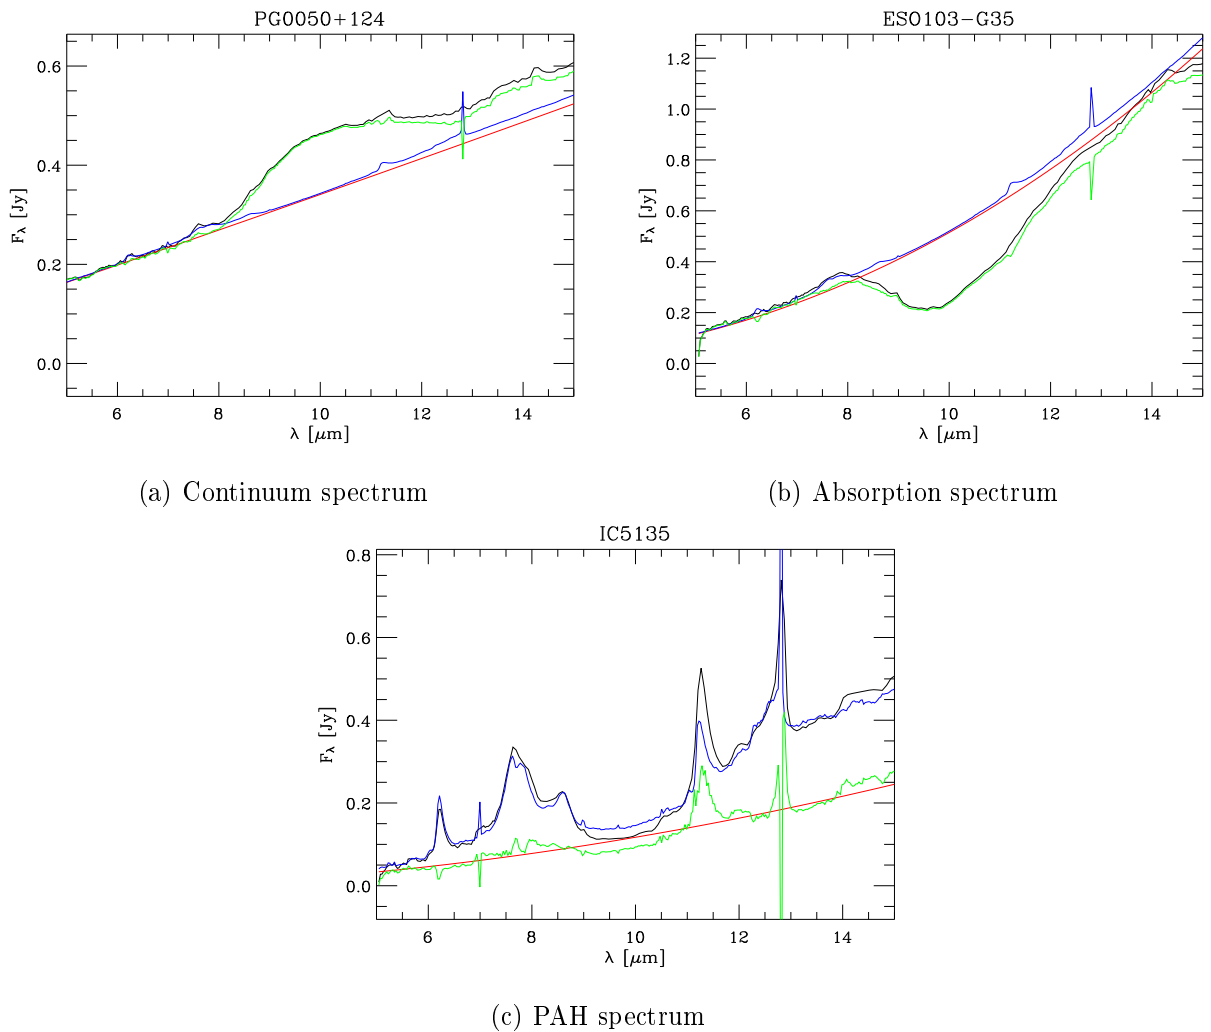 PG0050+124
0.6
0.4
0.2
0.0
Fλ [Jy]
6 8 10 12 14
λ [μm]
(a) Continuum spectrum
ESO103−G35
1.2
1.0
0.8
0.6
0.4
0.2
0.0
Fλ [Jy]
6 8 10 12 14
λ [μm]
(b) Absorption spectrum
IC5135
0.8
0.6
0.4
0.2
0.0
Fλ [Jy]
6 8 10 12 14
λ [μm]
(c) PAH spectrum